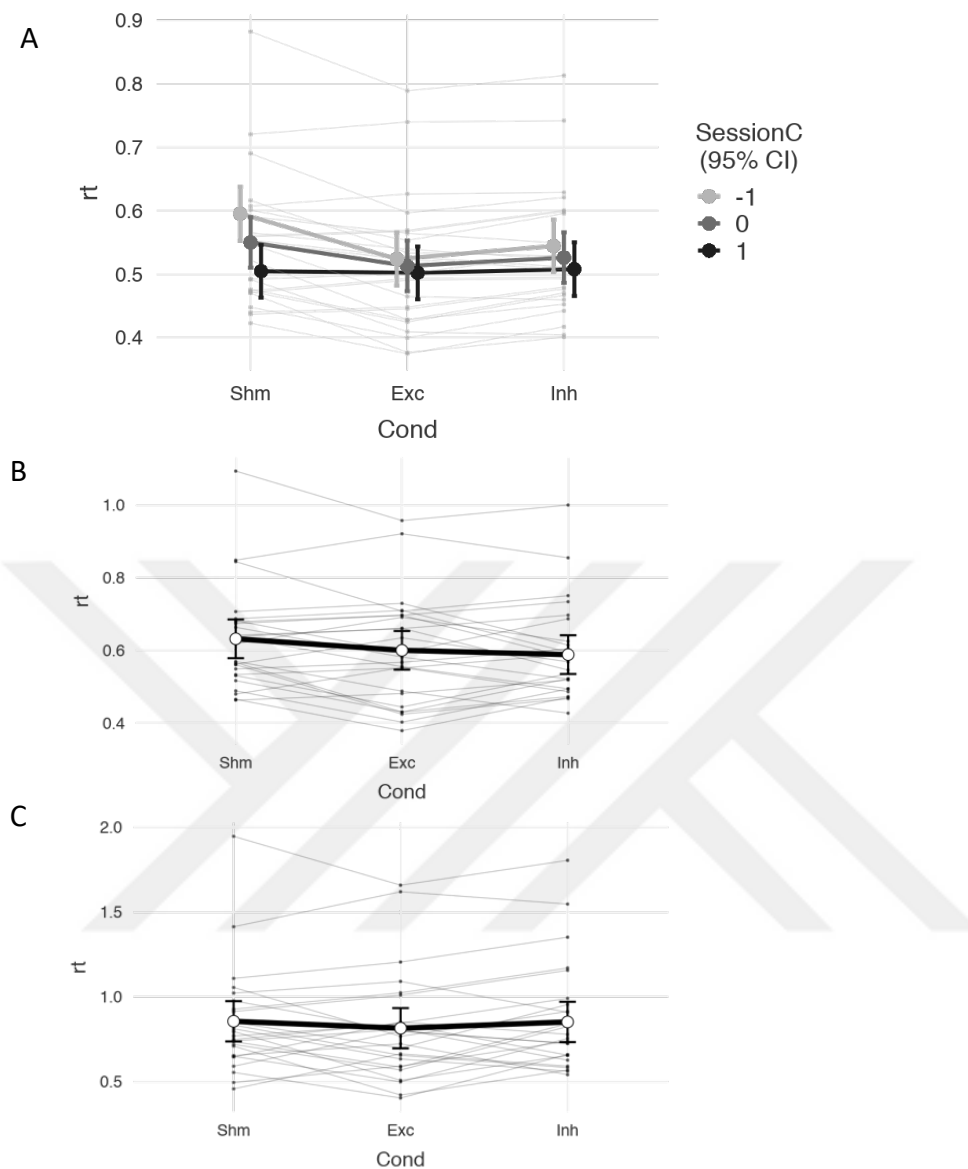 A
0.9
0.8
0.7
0.6
0.5
0.4
rt
Shm Exc Inh
Cond
SessionC
(95% CI)
-1
0
1
B
1.0
0.8
0.6
0.4
rt
Shm Exc Inh
Cond
C
2.0
1.5
1.0
0.5
rt
Shm Exc Inh
Cond